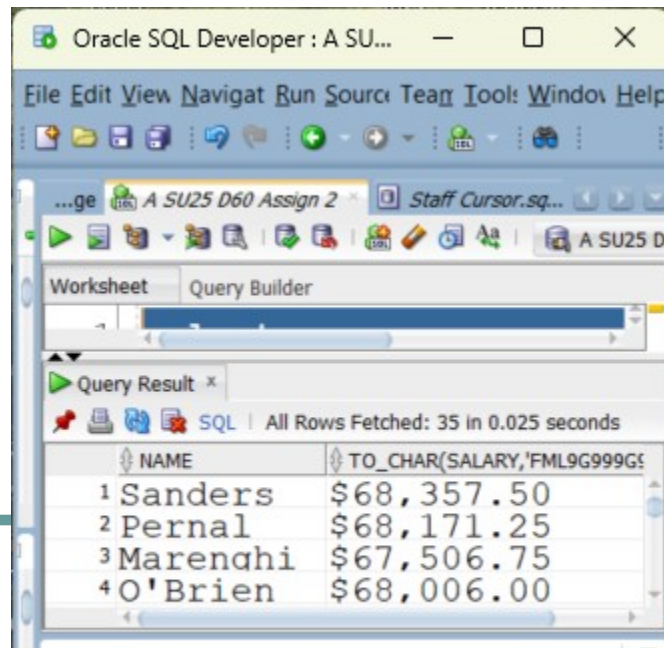 Oracle SQL Developer : A SU...
File Edit View Navigat Run Source Team Tools Window Help
...ge A SU25 D60 Assign 2 Staff Cursor.sq...
A SU25 D
Worksheet Query Builder
Query Result
SQL All Rows Fetched: 35 in 0.025 seconds
NAME TO_CHAR(SALARY,'FML9G999G9
1 Sanders $68,357.50
2 Pernal $68,171.25
3 Marenghi $67,506.75
4 O'Brien $68,006.00